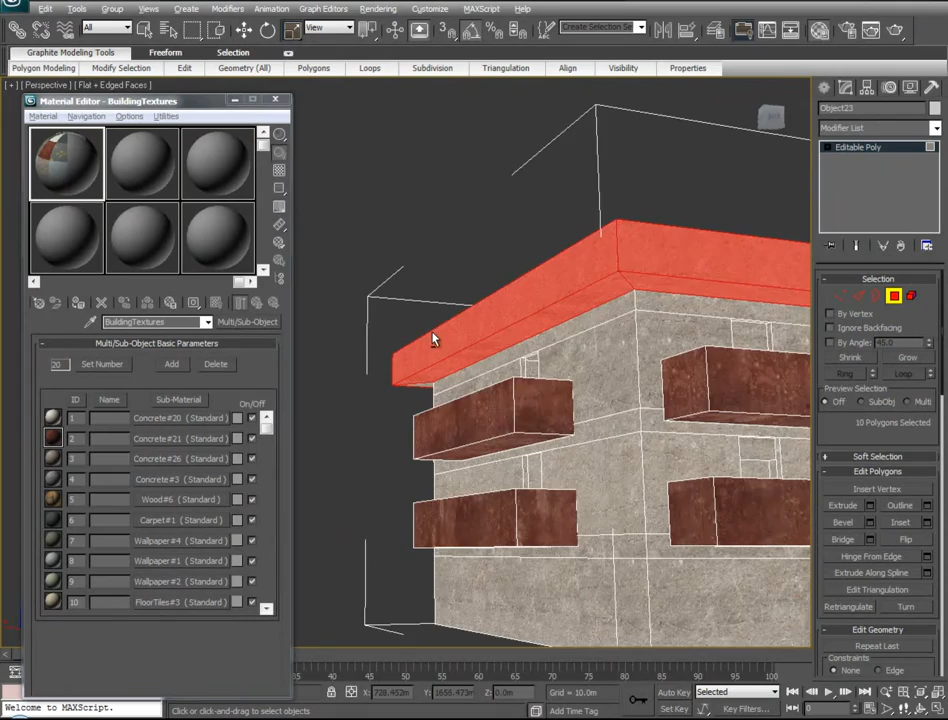 Edit Tools Group Views Create Modifiers Animation Graph Editors Rendering Customize MAXScript Help
All View Create Selection Se
Graphite Modeling Tools Freeform Selection
Polygon Modeling Modify Selection Edit Geometry (All) Polygons Loops Subdivision Triangulation Align Visibility Properties
[ + ] [ Perspective ] [ Flat + Edged Faces ]
Material Editor - BuildingTextures
Material Navigation Options Utilities
BuildingTextures Multi/Sub-Object
Multi/Sub-Object Basic Parameters
20 Set Number Add Delete
ID Name Sub-Material On/Off
1 Concrete#20 ( Standard )
2 Concrete#21 ( Standard )
3 Concrete#26 ( Standard )
4 Concrete#3 ( Standard )
5 Wood#6 ( Standard )
6 Carpet#1 ( Standard )
7 Wallpaper#4 ( Standard )
8 Wallpaper#1 ( Standard )
9 Wallpaper#2 ( Standard )
10 FloorTiles#3 ( Standard )
Object23
Modifier List
Editable Poly
Selection
By Vertex
Ignore Backfacing
By Angle: 45.0
Shrink Grow
Ring Loop
Preview Selection
Off SubObj Multi
10 Polygons Selected
Soft Selection
Edit Polygons
Insert Vertex
Extrude Outline
Bevel Inset
Bridge Flip
Hinge From Edge
Extrude Along Spline
Edit Triangulation
Retriangulate Turn
Edit Geometry
Repeat Last
Constraints
None Edge
30 35 40 45 50 55 60 65 70 75 80 85 90 95 100
X: 728.452m Y: 1656.473m Z: 0.0m Grid = 10.0m Auto Key Selected
Welcome to MAXScript. Click or click-and-drag to select objects Add Time Tag Set Key Key Filters... 0